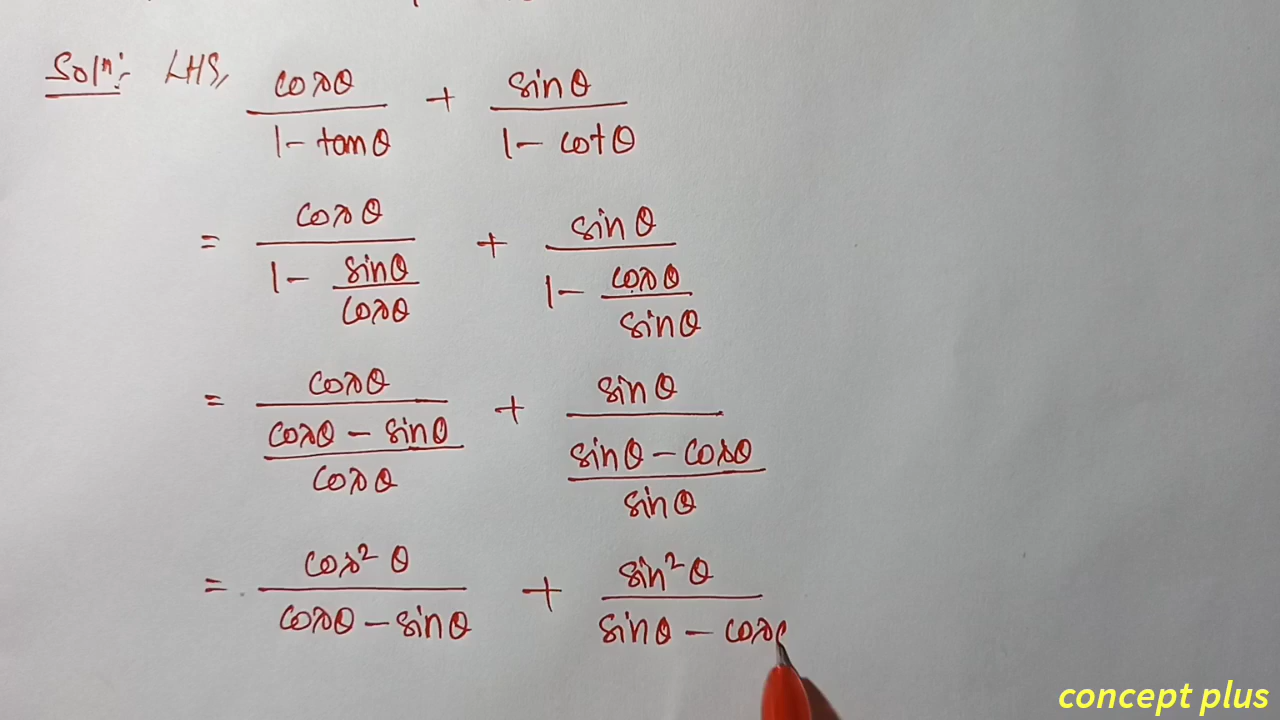 Soln:- LHS,
cosθ/(1 - tanθ) + sinθ/(1 - cotθ)
= cosθ/(1 - sinθ/cosθ) + sinθ/(1 - cosθ/sinθ)
= cosθ/((cosθ - sinθ)/cosθ) + sinθ/((sinθ - cosθ)/sinθ)
= cos²θ/(cosθ - sinθ) + sin²θ/(sinθ - cos
concept plus